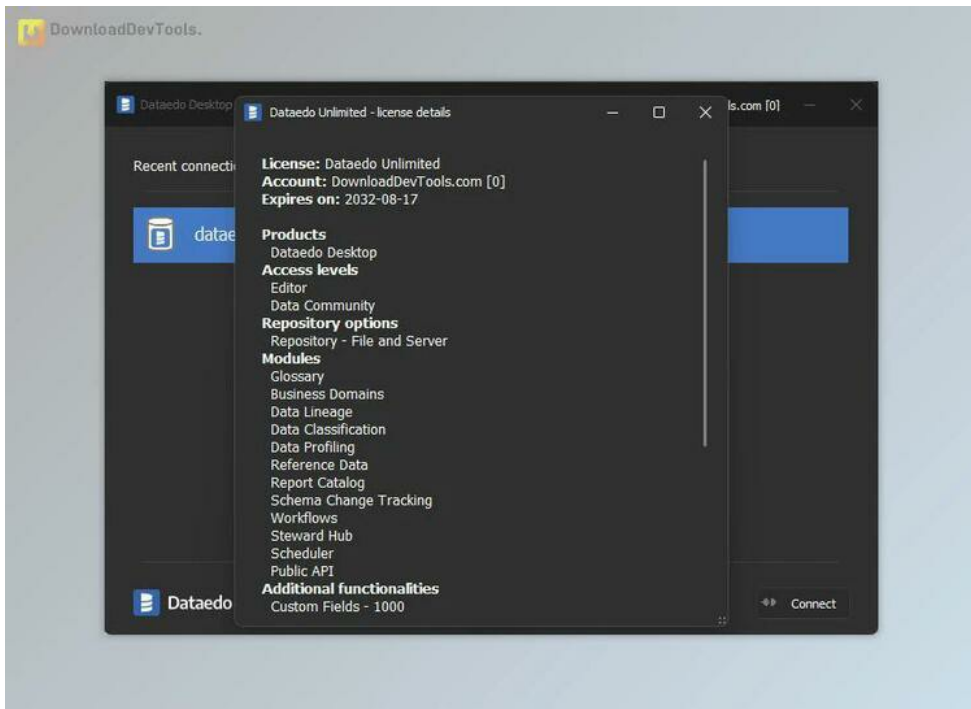 DownloadDevTools.
Dataedo Desktop
ls.com [0]
Dataedo Unlimited - license details
Recent connecti
datae
License: Dataedo Unlimited
Account: DownloadDevTools.com [0]
Expires on: 2032-08-17
Products
Dataedo Desktop
Access levels
Editor
Data Community
Repository options
Repository - File and Server
Modules
Glossary
Business Domains
Data Lineage
Data Classification
Data Profiling
Reference Data
Report Catalog
Schema Change Tracking
Workflows
Steward Hub
Scheduler
Public API
Additional functionalities
Custom Fields - 1000
Dataedo
Connect